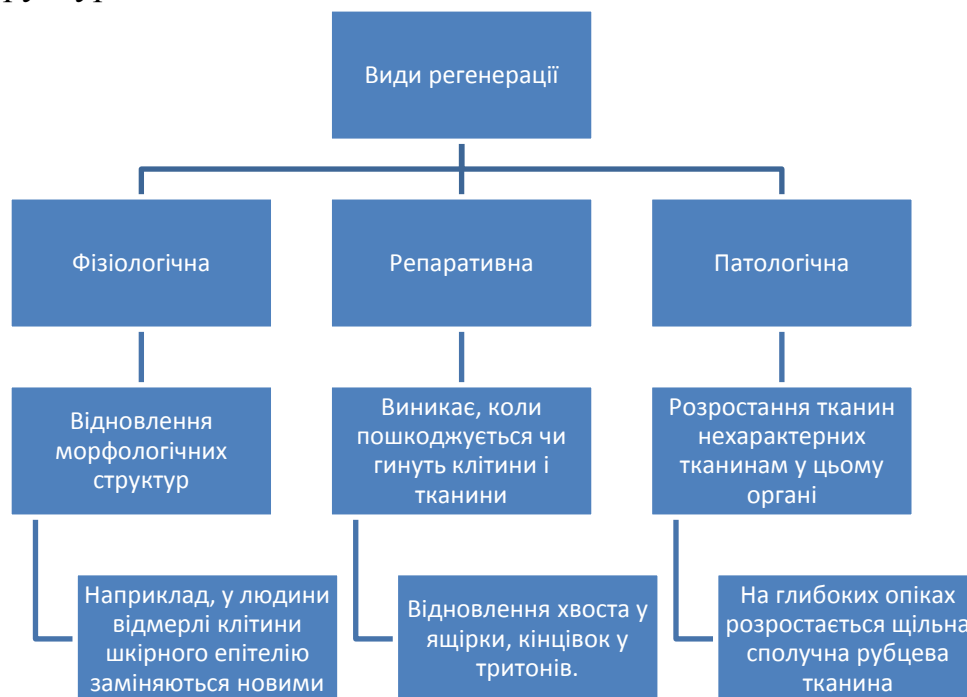 Види регенерації
Фізіологічна
Репаративна
Патологічна
Відновлення
морфологічних
структур
Виникає, коли
пошкоджується чи
гинуть клітини і
тканини
Розростання тканин
нехарактерних
тканинам у цьому
органі
Наприклад, у людини
відмерлі клітини
шкірного епітелію
заміняються новими
Відновлення хвоста у
ящірки, кінцівок у
тритонів.
На глибоких опіках
розростається щільна
сполучна рубцева
тканина